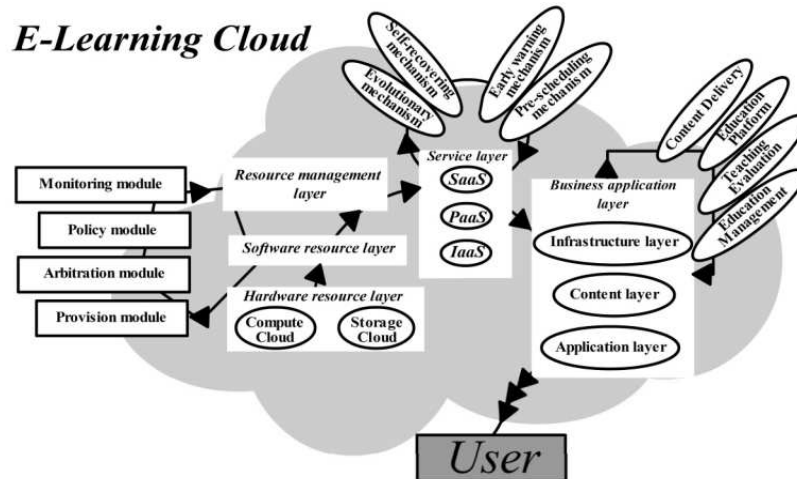 E-Learning Cloud
Self-recovering
mechanism
Evolutionary
mechanism
Early warning
mechanism
Pre-scheduling
mechanism
Content Delivery
Education
Platform
Teaching
Evaluation
Education
Management
Monitoring module
Policy module
Arbitration module
Provision module
Resource management
layer
Software resource layer
Hardware resource layer
Compute
Cloud
Storage
Cloud
Service layer
SaaS
PaaS
IaaS
Business application
layer
Infrastructure layer
Content layer
Application layer
User